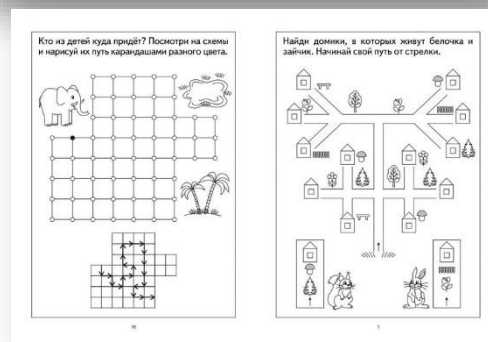 Кто из детей куда придёт? Посмотри на схемы
и нарисуй их путь карандашами разного цвета.
Найди домики, в которых живут белочка и
зайчик. Начинай свой путь от стрелки.